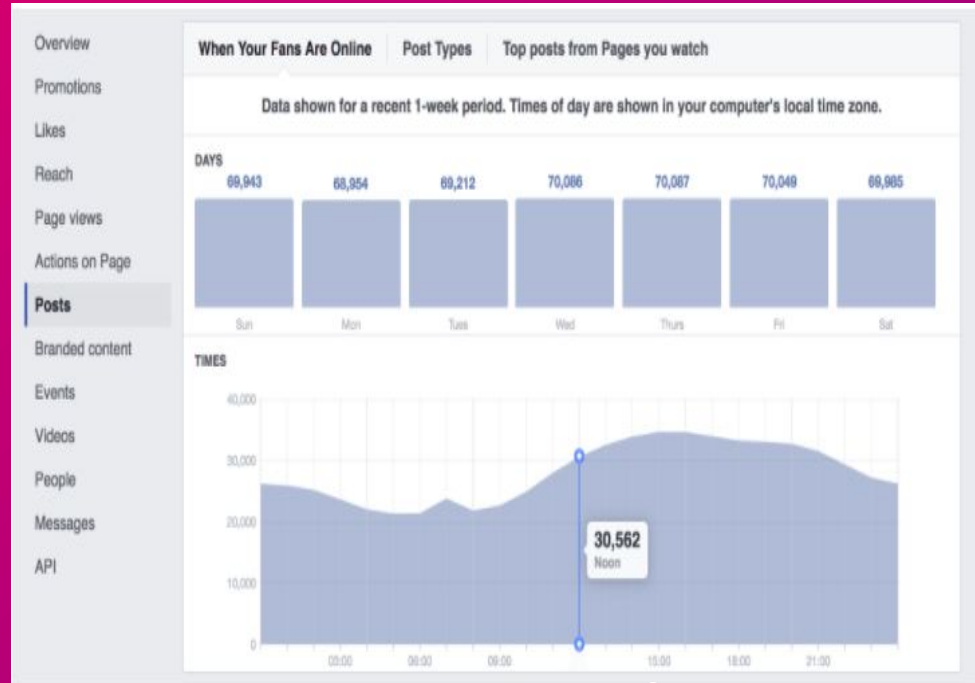 Overview
Promotions
Likes
Reach
Page views
Actions on Page
Posts
Branded content
Events
Videos
People
Messages
API
When Your Fans Are Online Post Types Top posts from Pages you watch
Data shown for a recent 1-week period. Times of day are shown in your computer's local time zone.
DAYS
69,943 68,954 69,212 70,086 70,087 70,049 69,985
Sun Mon Tues Wed Thurs Fri Sat
TIMES
40,000
30,000
20,000
10,000
0
30,562
Noon
03:00 06:00 09:00 15:00 18:00 21:00